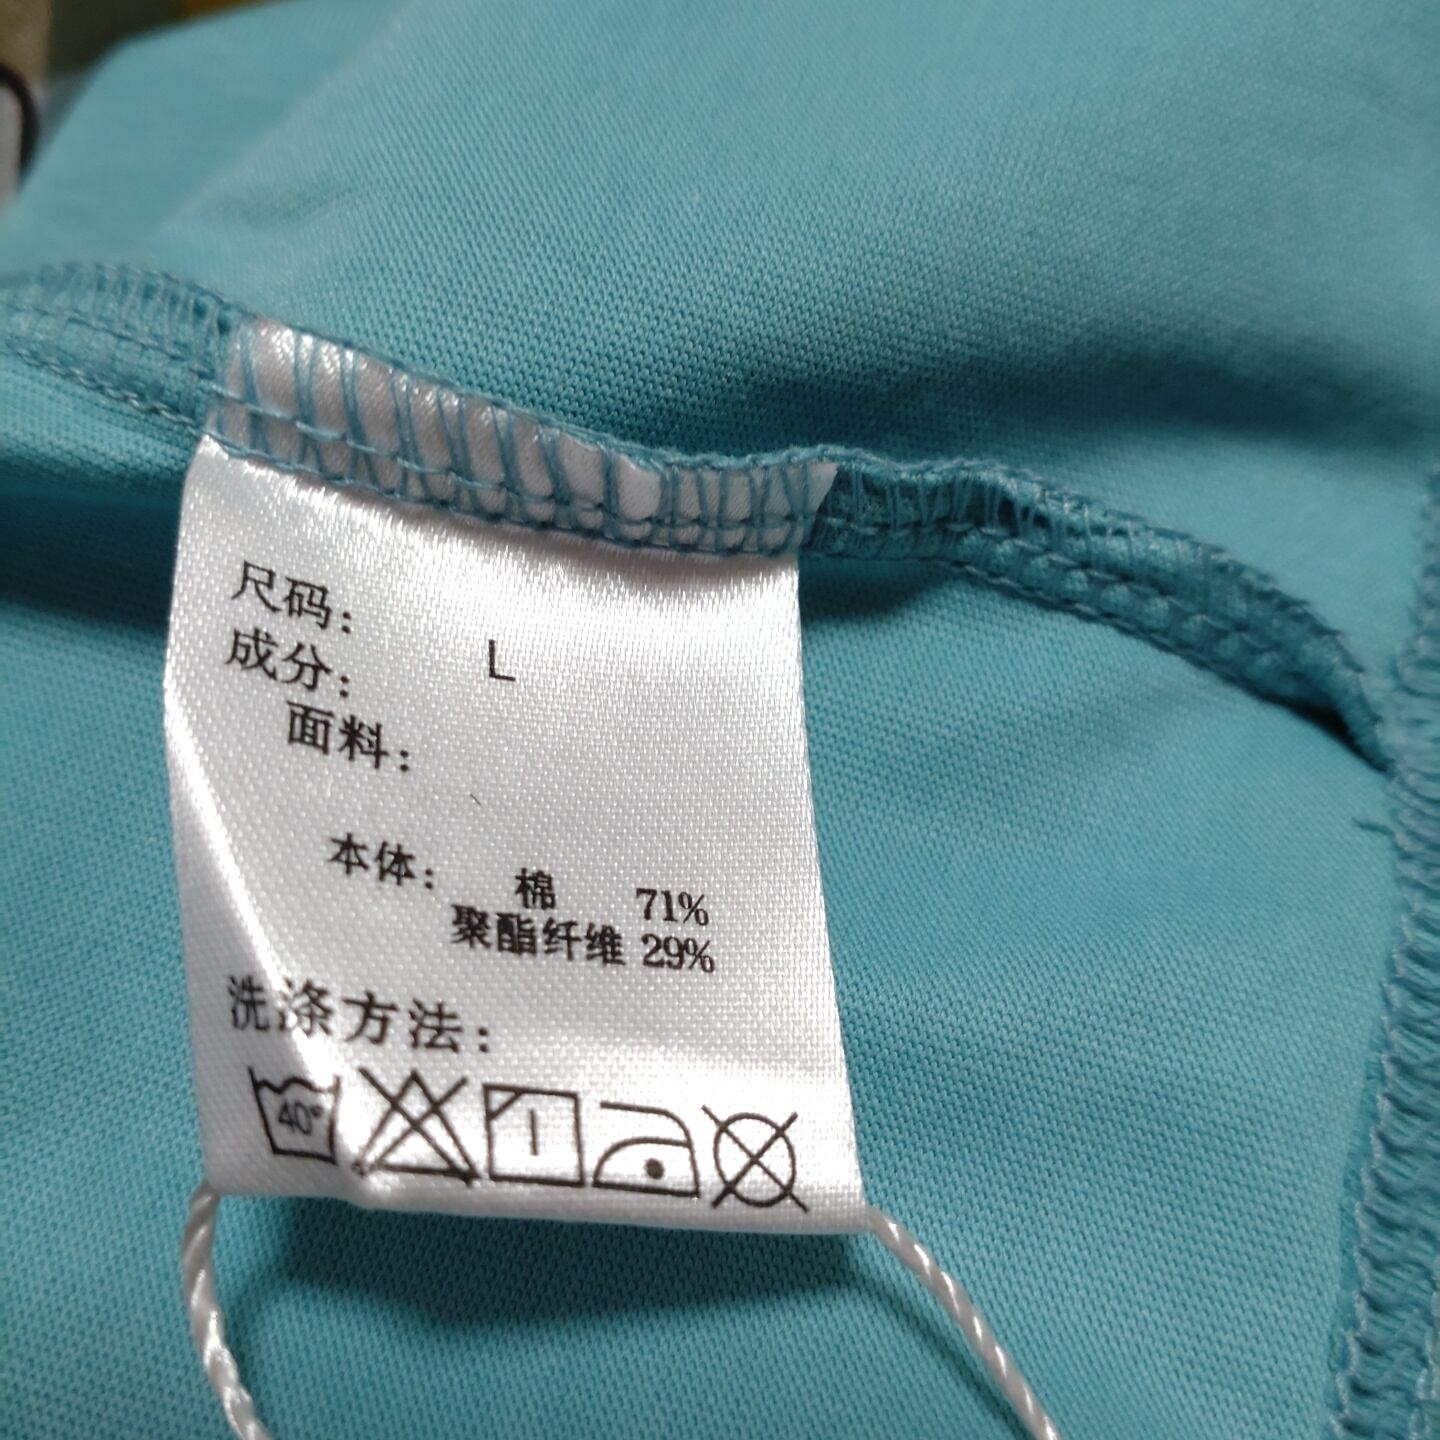 尺码： L
成分：
面料：
本体： 棉 71%
聚酯纤维 29%
洗涤方法：
40°